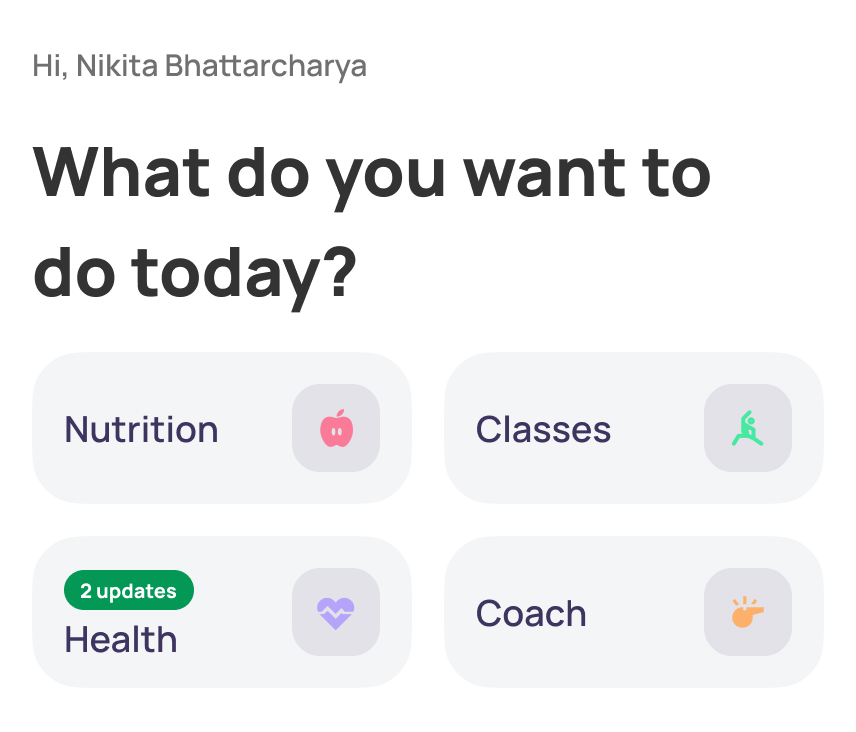 Hi, Nikita Bhattarcharya
What do you want to
do today?
Nutrition
Classes
2 updates
Health
Coach